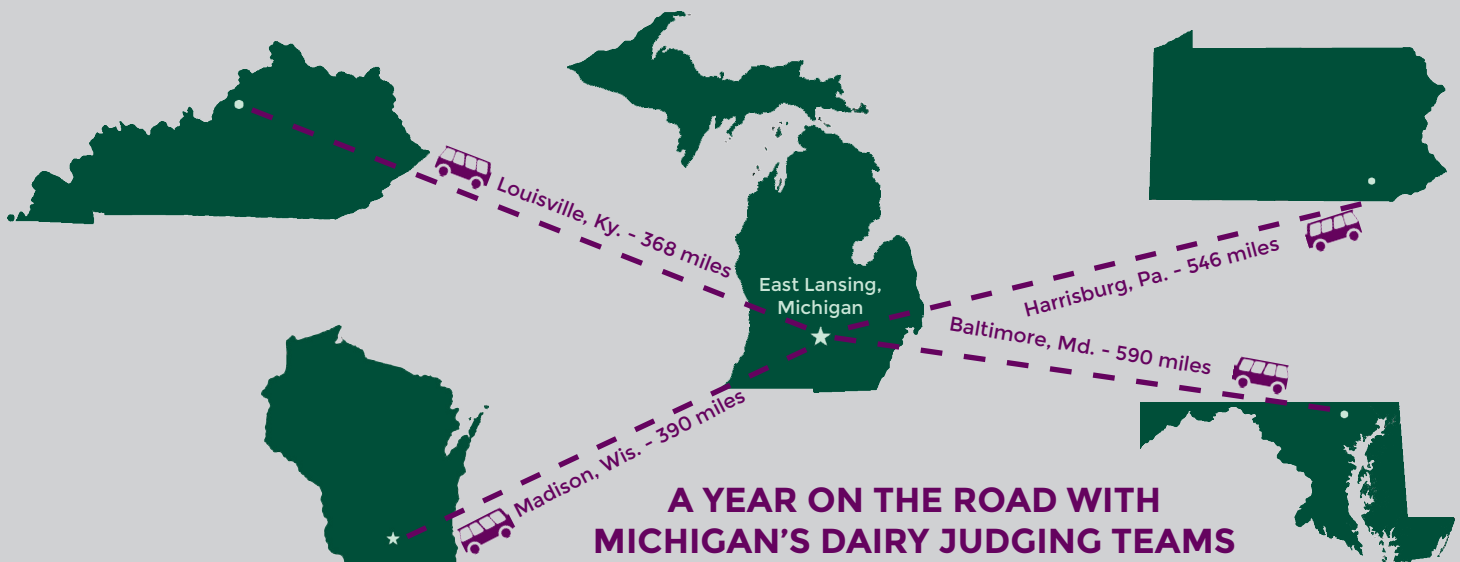 Louisville, Ky. - 368 miles
East Lansing,
Michigan
Harrisburg, Pa. - 546 miles
Baltimore, Md. - 590 miles
Madison, Wis. - 390 miles
A YEAR ON THE ROAD WITH
MICHIGAN’S DAIRY JUDGING TEAMS